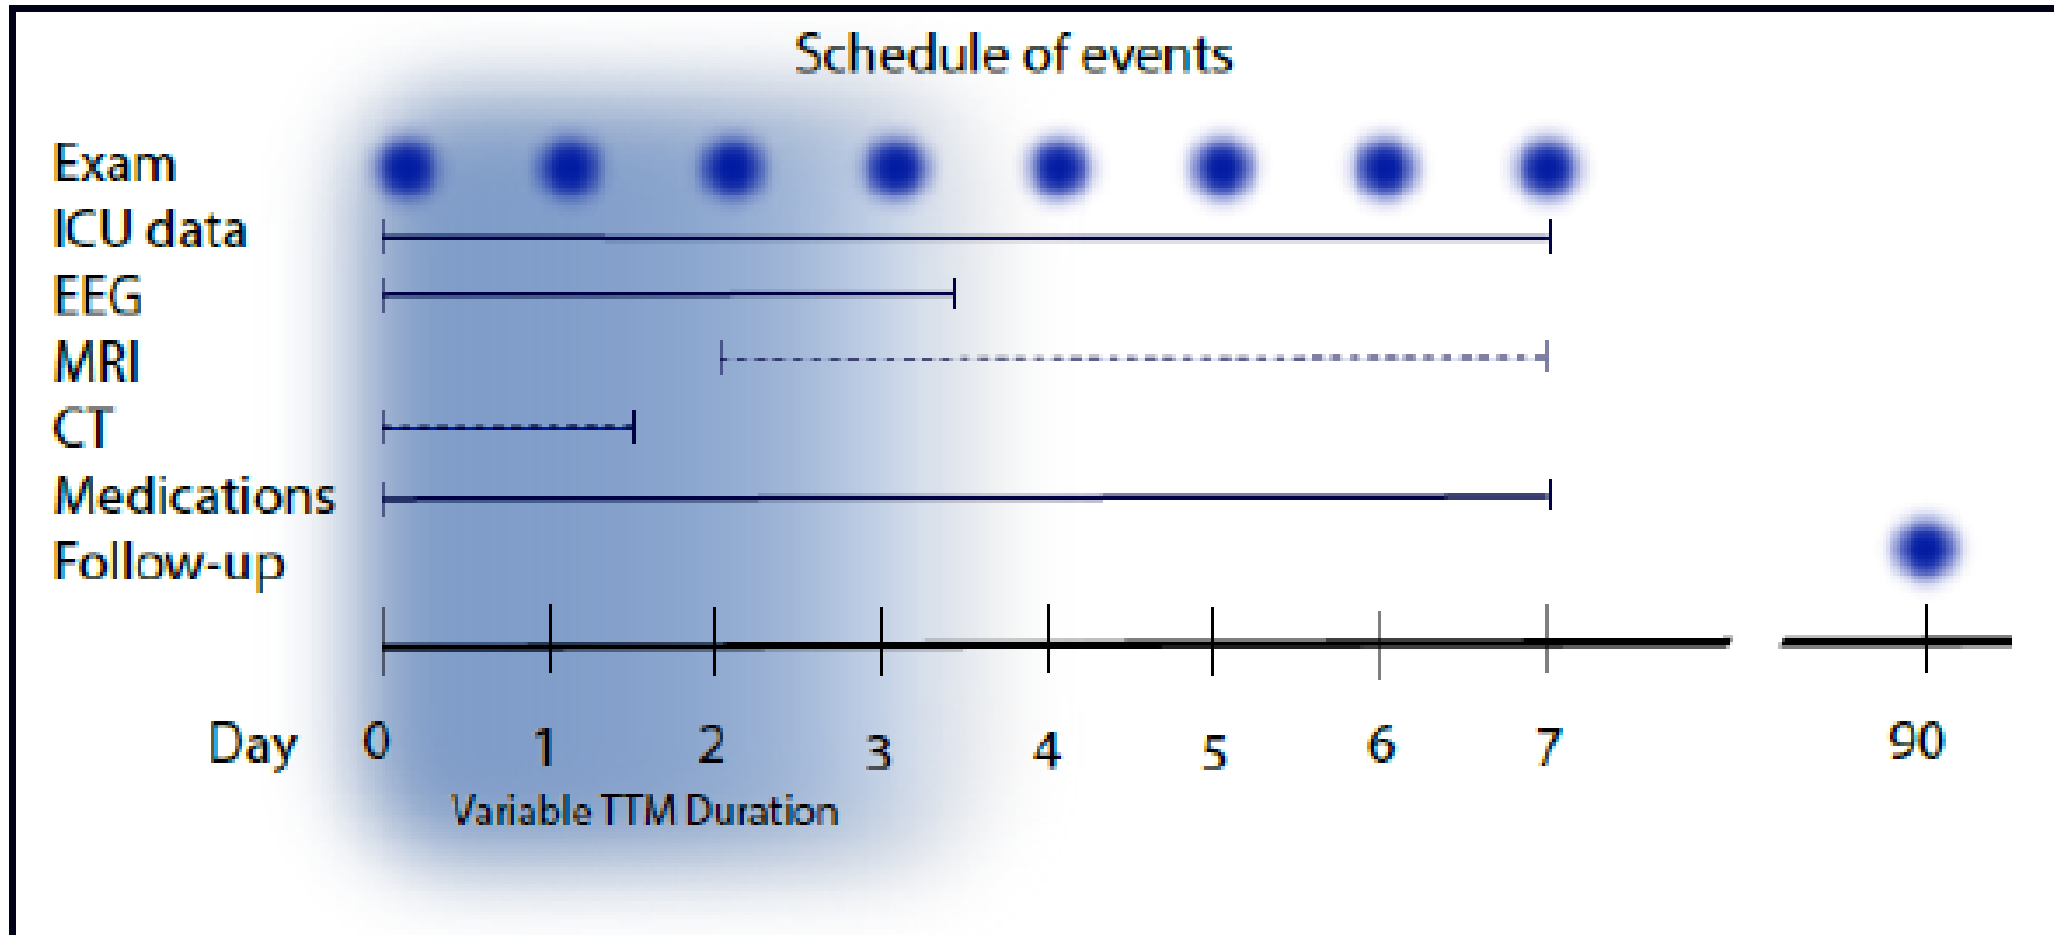 Schedule of events
Exam
ICU data
EEG
MRI
CT
Medications
Follow-up
Day 0 1 2 3 4 5 6 7 90
Variable TTM Duration